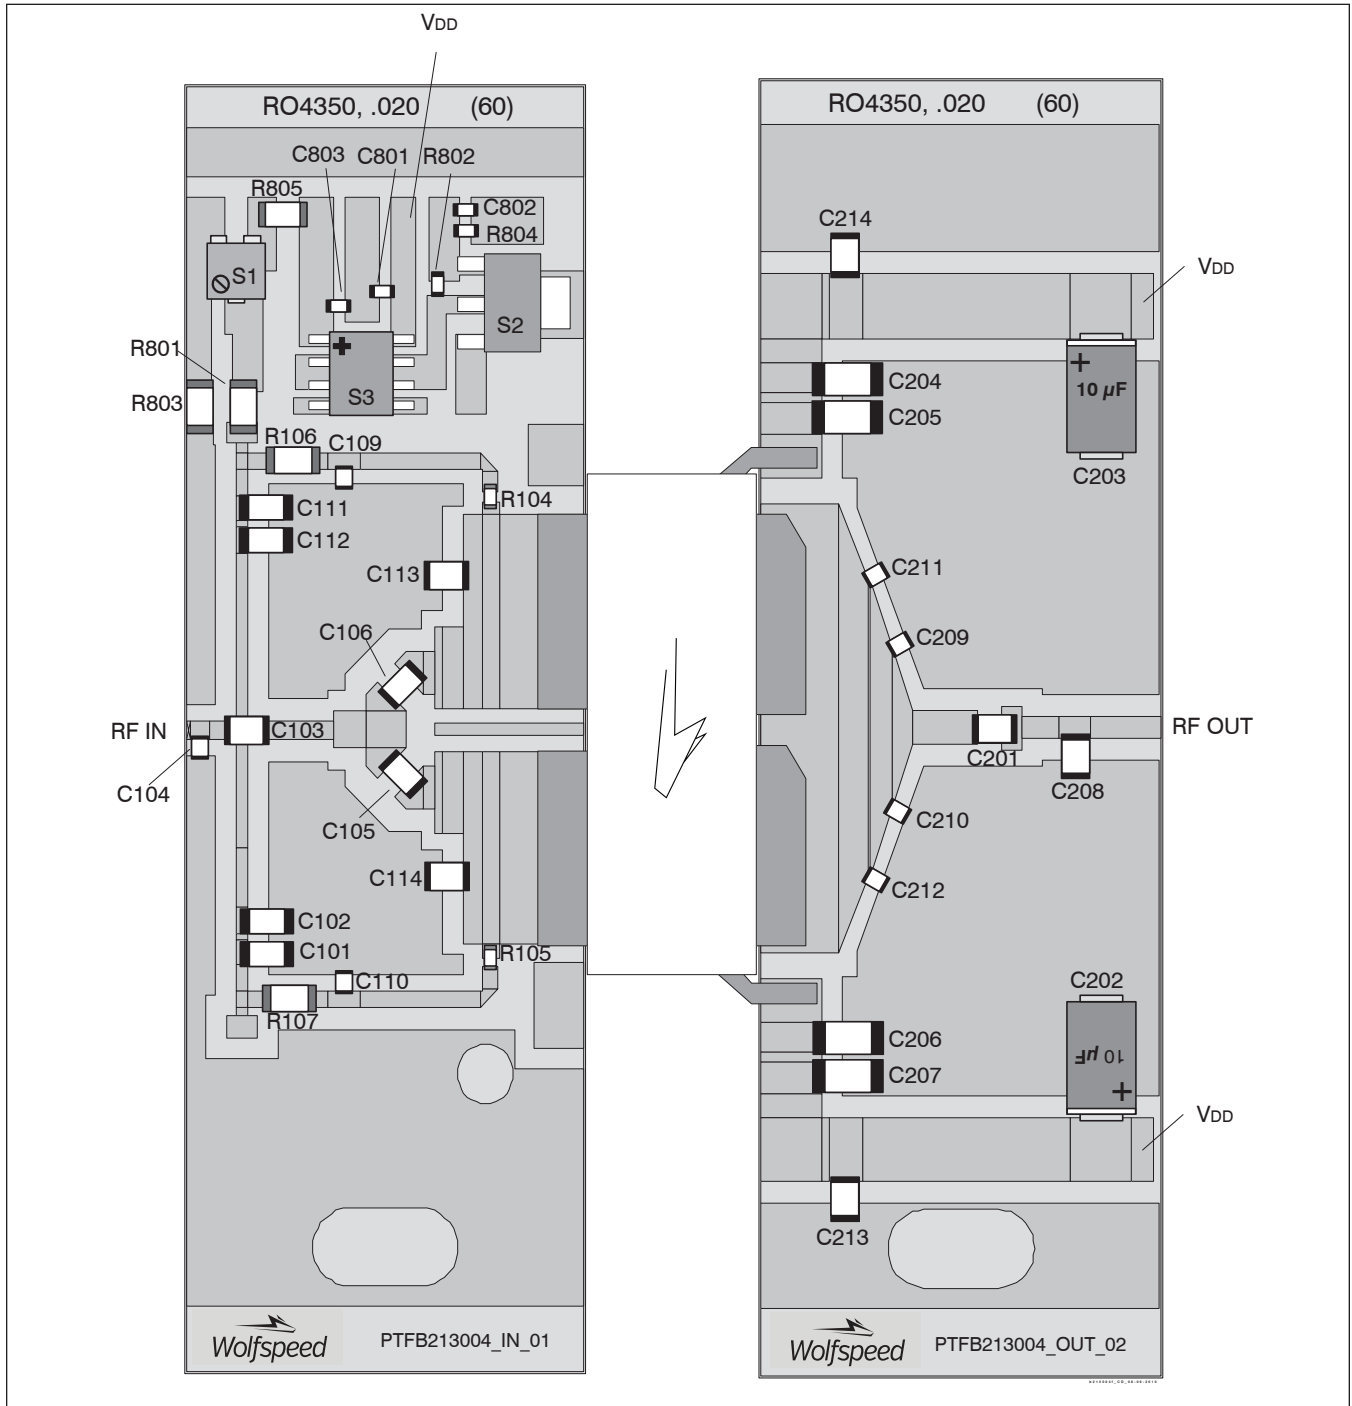 VDD
RO4350, .020 (60)
RO4350, .020 (60)
C803 C801 R802
R805
C802
R804
C214
S1
VDD
S2
R801
S3
R803
C204
10 µF
C205
R106 C109
C203
R104
C111
C112
C113
C211
C106
C209
RF IN
C103
C201
RF OUT
C104
C208
C105
C210
C114
C212
C102
C101
R105
C110
C202
R107
C206
10 µF
C207
VDD
C213
Wolfspeed
PTFB213004_IN_01
Wolfspeed
PTFB213004_OUT_02